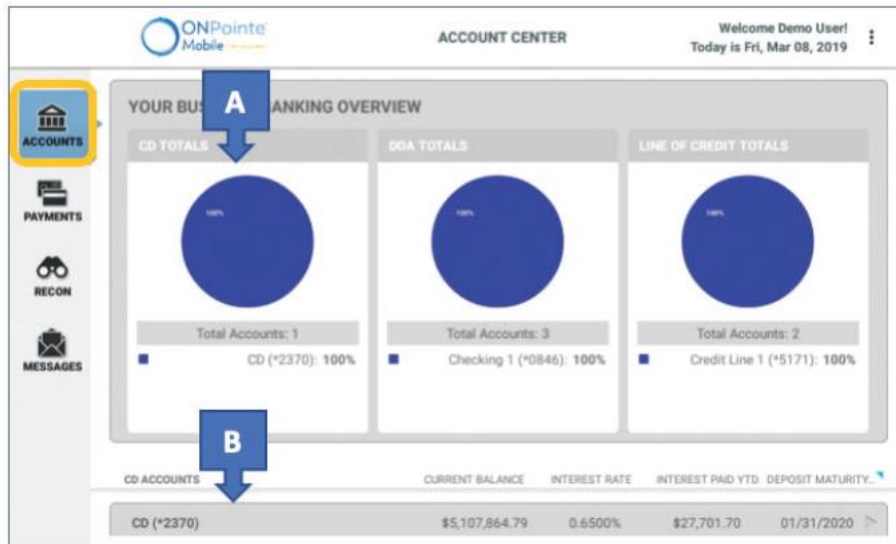 ONPointe
Mobile
ACCOUNT CENTER
Welcome Demo User!
Today is Fri, Mar 08, 2019
ACCOUNTS
PAYMENTS
RECON
MESSAGES
A
YOUR BUS ANKING OVERVIEW
CD TOTALS
DDA TOTALS
LINE OF CREDIT TOTALS
100%
100%
100%
Total Accounts: 1
Total Accounts: 3
Total Accounts: 2
CD (*2370): 100%
Checking 1 (*0846): 100%
Credit Line 1 (*5171): 100%
B
CD ACCOUNTS CURRENT BALANCE INTEREST RATE INTEREST PAID YTD DEPOSIT MATURITY...
CD (*2370) $5,107,864.79 0.6500% $27,701.70 01/31/2020